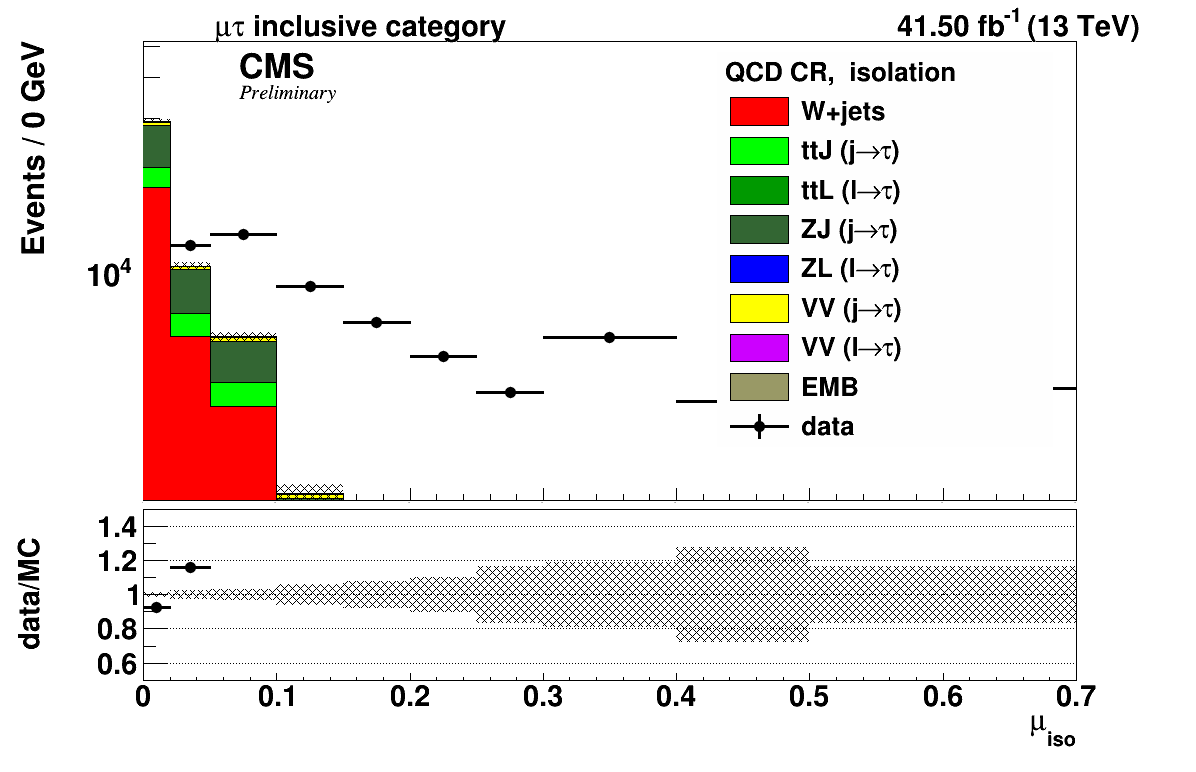 μτ inclusive category
41.50 fb-1 (13 TeV)
CMS
Preliminary
Events / 0 GeV
104
QCD CR, isolation
W+jets
ttJ (j→τ)
ttL (l→τ)
ZJ (j→τ)
ZL (l→τ)
VV (j→τ)
VV (l→τ)
EMB
data
data/MC
1.4
1.2
1
0.8
0.6
0 0.1 0.2 0.3 0.4 0.5 0.6 0.7
μiso